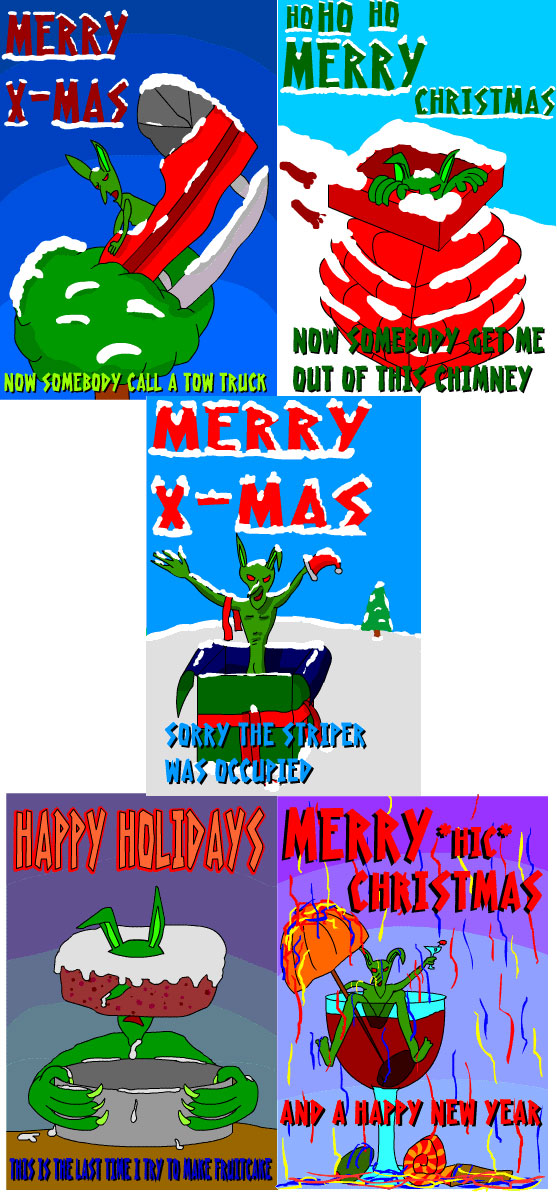 MERRY
X-MAS
NOW SOMEBODY CALL A TOW TRUCK
HO HO HO
MERRY
CHRISTMAS
NOW SOMEBODY GET ME
OUT OF THIS CHIMNEY
MERRY
X-MAS
SORRY THE STRIPER
WAS OCCUPIED
HAPPY HOLIDAYS
THIS IS THE LAST TIME I TRY TO MAKE FRUITCAKE
MERRY *HIC*
CHRISTMAS
AND A HAPPY NEW YEAR